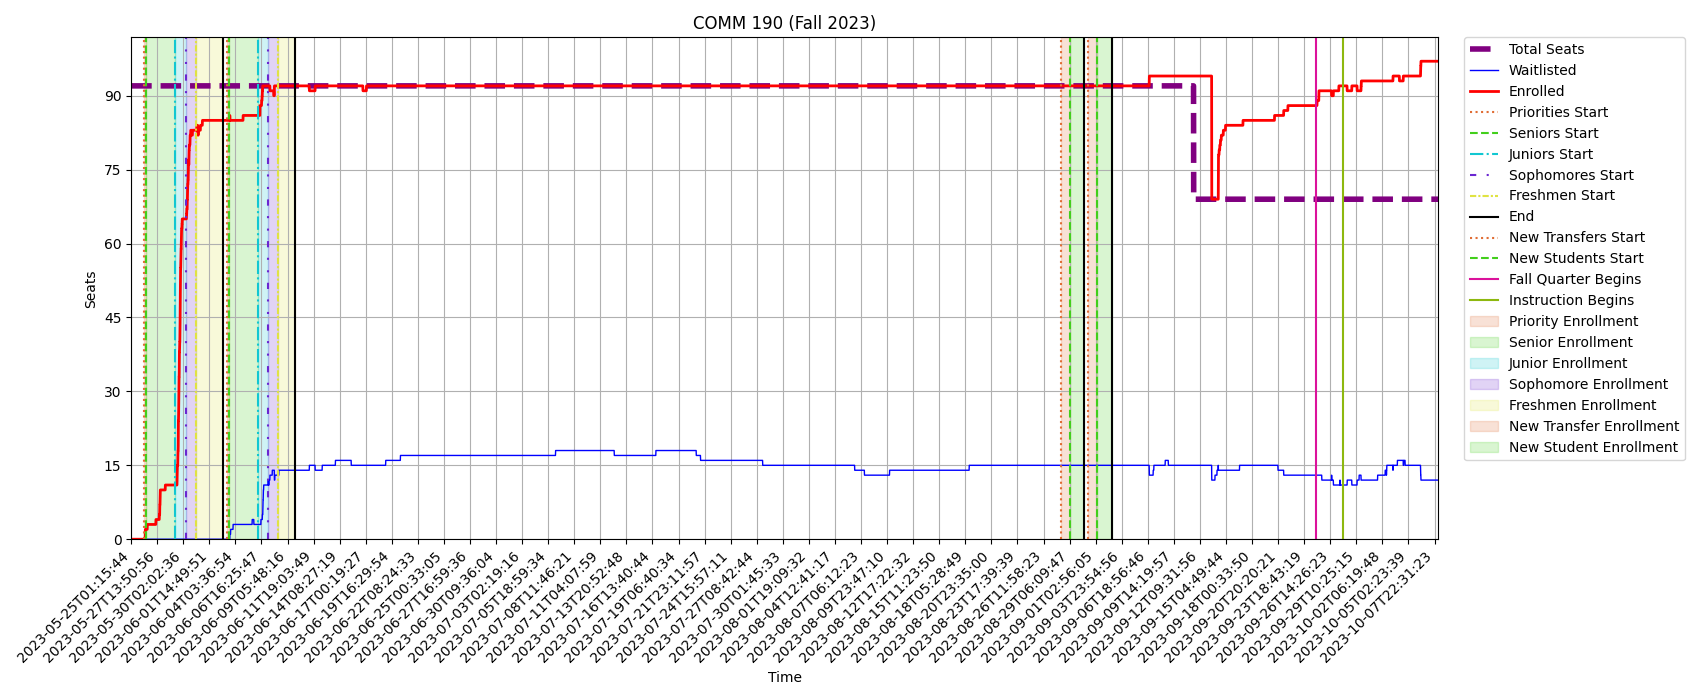 COMM 190 (Fall 2023)
Seats
90
75
60
45
30
15
0
2023-05-25T01:15:44
2023-05-27T13:50:56
2023-05-30T02:02:36
2023-06-01T14:49:51
2023-06-04T03:36:54
2023-06-06T16:25:47
2023-06-09T05:48:16
2023-06-11T19:03:49
2023-06-14T08:27:19
2023-06-17T00:19:27
2023-06-19T16:29:54
2023-06-22T08:24:33
2023-06-25T00:33:05
2023-06-27T16:59:36
2023-06-30T09:36:04
2023-07-03T02:19:16
2023-07-05T18:59:34
2023-07-08T11:46:21
2023-07-11T04:07:59
2023-07-13T20:52:48
2023-07-16T13:40:44
2023-07-19T06:40:34
2023-07-21T23:11:57
2023-07-24T15:57:11
2023-07-27T08:42:44
2023-07-30T01:45:33
2023-08-01T19:09:32
2023-08-04T12:41:17
2023-08-07T06:12:23
2023-08-09T23:47:10
2023-08-12T17:22:32
2023-08-15T11:23:50
2023-08-18T05:28:49
2023-08-20T23:35:00
2023-08-23T17:39:39
2023-08-26T11:58:23
2023-08-29T06:09:47
2023-09-01T02:56:05
2023-09-03T23:54:56
2023-09-06T18:56:46
2023-09-09T14:19:57
2023-09-12T09:31:56
2023-09-15T04:49:44
2023-09-18T00:33:50
2023-09-20T20:20:21
2023-09-23T18:43:19
2023-09-26T14:26:23
2023-09-29T10:25:15
2023-10-02T06:19:48
2023-10-05T02:23:39
2023-10-07T22:31:23
Time
Total Seats
Waitlisted
Enrolled
Priorities Start
Seniors Start
Juniors Start
Sophomores Start
Freshmen Start
End
New Transfers Start
New Students Start
Fall Quarter Begins
Instruction Begins
Priority Enrollment
Senior Enrollment
Junior Enrollment
Sophomore Enrollment
Freshmen Enrollment
New Transfer Enrollment
New Student Enrollment